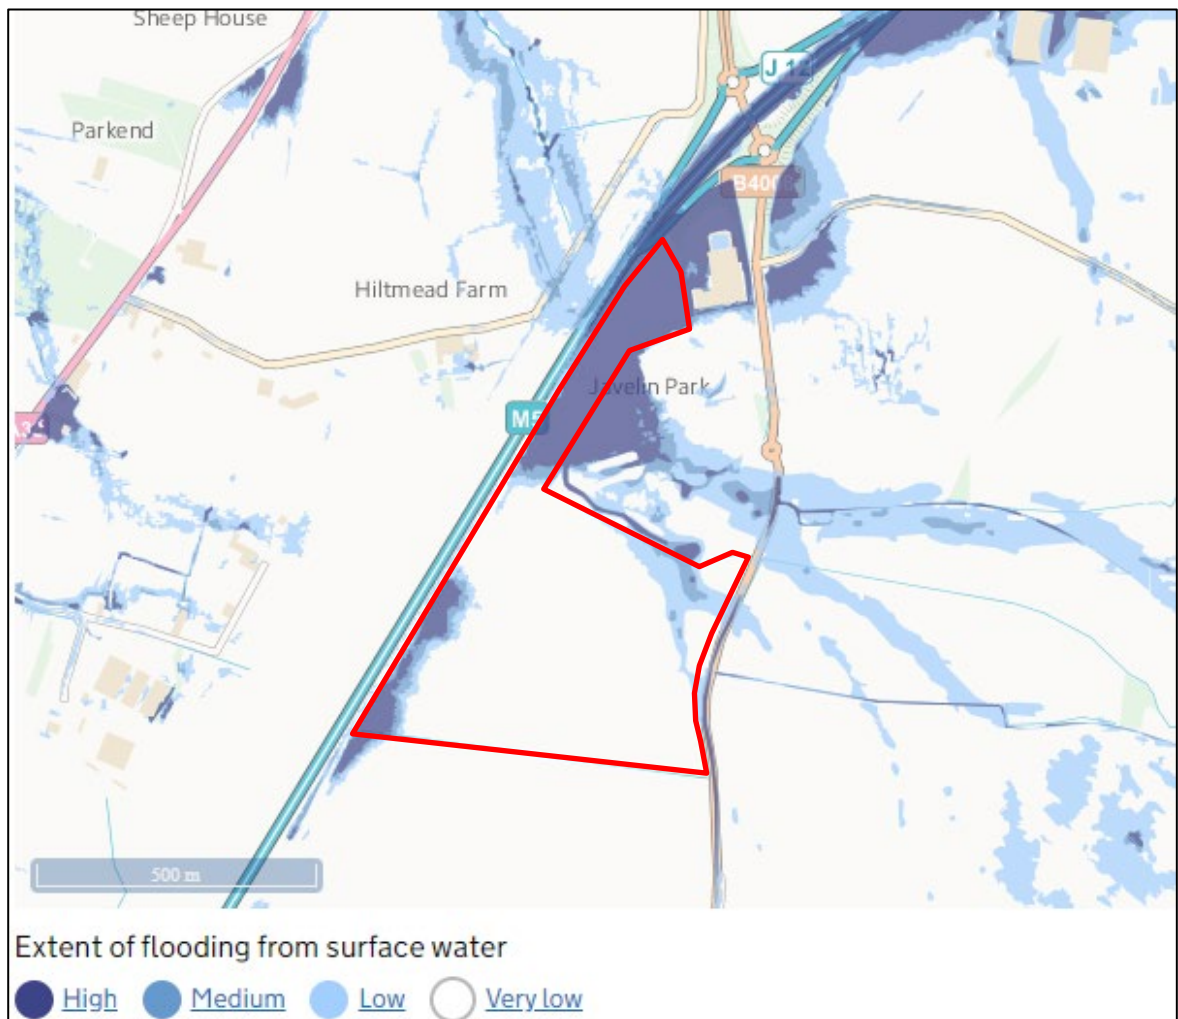 Sheep House
J 12
Parkend
B400
Hiltmead Farm
Javelin Park
M5
500 m
Extent of flooding from surface water
High Medium Low Very low